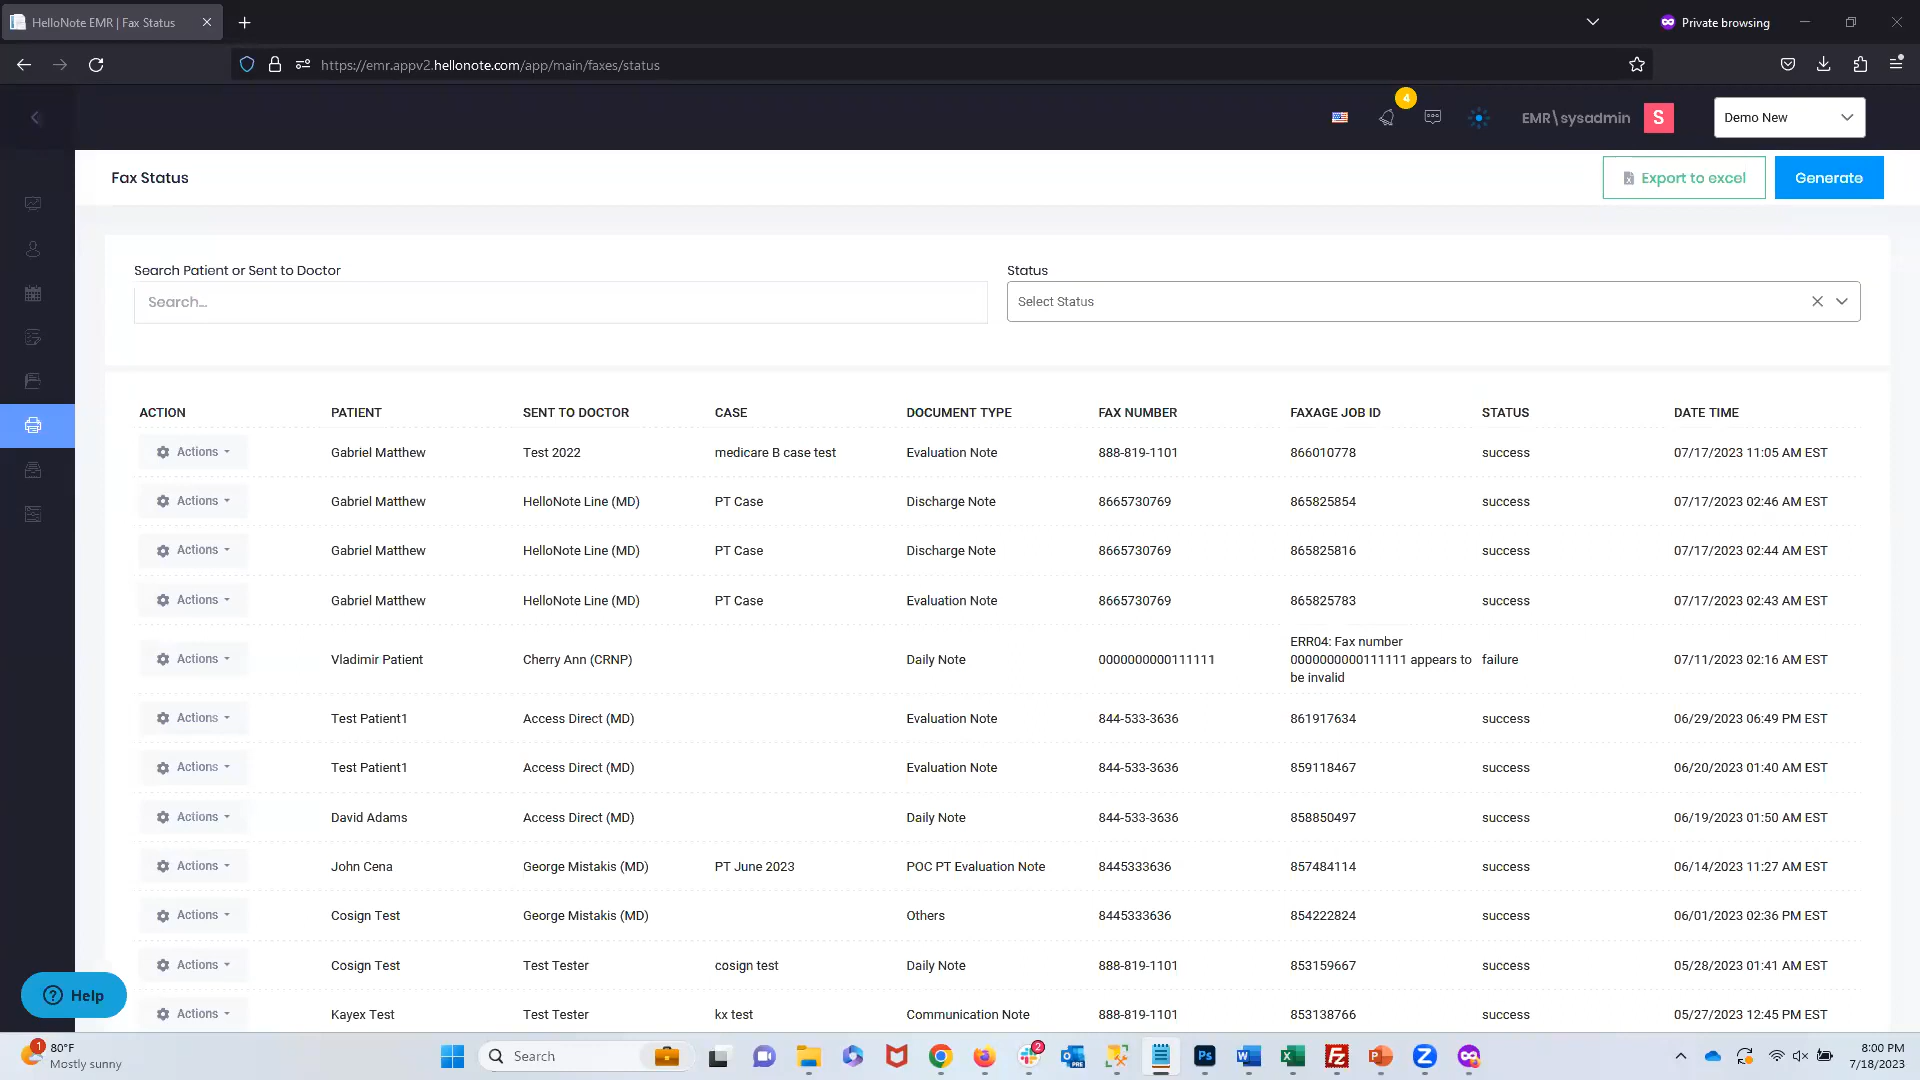 HelloNote EMR | Fax Status
Private browsing
https://emr.appv2.hellonote.com/app/main/faxes/status
4
EMR\sysadmin
S
Demo New
Fax Status
Export to excel
Generate
Search Patient or Sent to Doctor
Status
Search...
Select Status
ACTION PATIENT SENT TO DOCTOR CASE DOCUMENT TYPE FAX NUMBER FAXAGE JOB ID STATUS DATE TIME
Actions Gabriel Matthew Test 2022 medicare B case test Evaluation Note 888-819-1101 866010778 success 07/17/2023 11:05 AM EST
Actions Gabriel Matthew HelloNote Line (MD) PT Case Discharge Note 8665730769 865825854 success 07/17/2023 02:46 AM EST
Actions Gabriel Matthew HelloNote Line (MD) PT Case Discharge Note 8665730769 865825816 success 07/17/2023 02:44 AM EST
Actions Gabriel Matthew HelloNote Line (MD) PT Case Evaluation Note 8665730769 865825783 success 07/17/2023 02:43 AM EST
ERR04: Fax number
Actions Vladimir Patient Cherry Ann (CRNP) Daily Note 0000000000111111 0000000000111111 appears to failure 07/11/2023 02:16 AM EST
be invalid
Actions Test Patient1 Access Direct (MD) Evaluation Note 844-533-3636 861917634 success 06/29/2023 06:49 PM EST
Actions Test Patient1 Access Direct (MD) Evaluation Note 844-533-3636 859118467 success 06/20/2023 01:40 AM EST
Actions David Adams Access Direct (MD) Daily Note 844-533-3636 858850497 success 06/19/2023 01:50 AM EST
Actions John Cena George Mistakis (MD) PT June 2023 POC PT Evaluation Note 8445333636 857484114 success 06/14/2023 11:27 AM EST
Actions Cosign Test George Mistakis (MD) Others 8445333636 854222824 success 06/01/2023 02:36 PM EST
Actions Cosign Test Test Tester cosign test Daily Note 888-819-1101 853159667 success 05/28/2023 01:41 AM EST
Actions Kayex Test Test Tester kx test Communication Note 888-819-1101 853138766 success 05/27/2023 12:45 PM EST
? Help
1
80°F
Mostly sunny
Search
2
PRE
Ps
W
X
Fz
P
Z
8:00 PM
7/18/2023